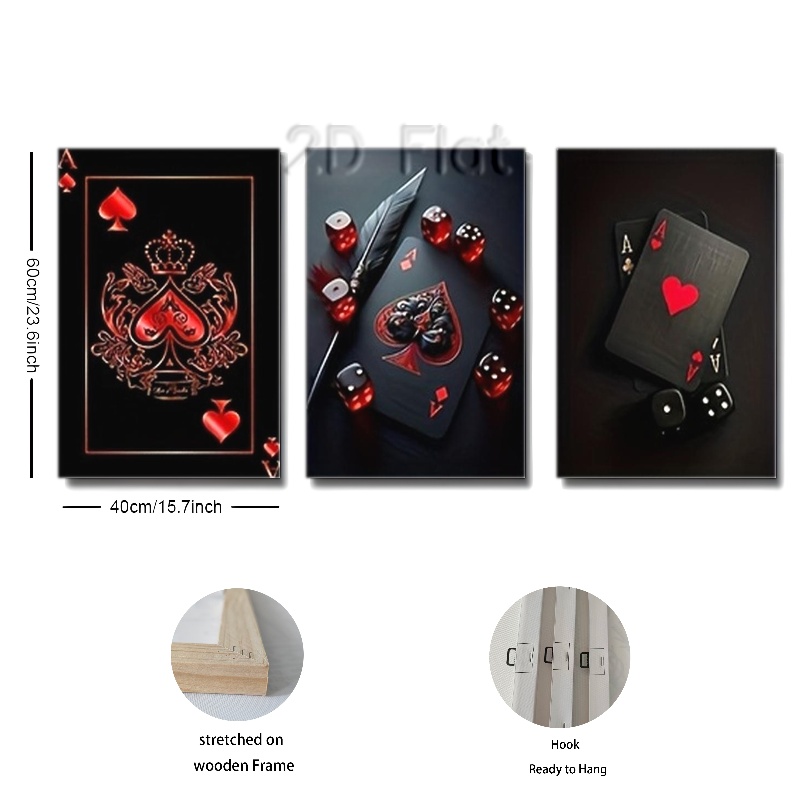 2D Flat
A
A
A
A
A
A
A
60cm/23.6inch
40cm/15.7inch
stretched on
wooden Frame
Hook
Ready to Hang